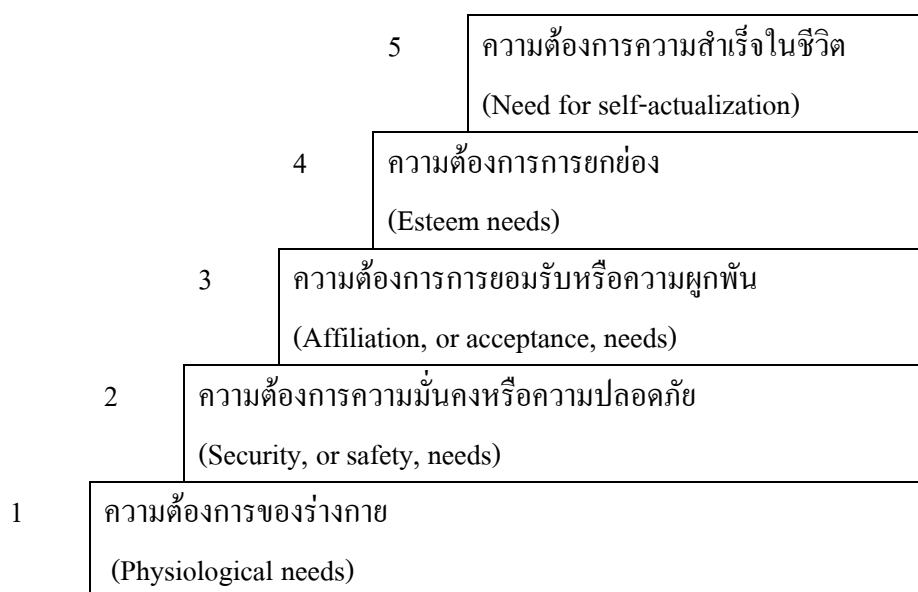 5 ความต้องการความสำเร็จในชีวิต
(Need for self-actualization)
4 ความต้องการการยกย่อง
(Esteem needs)
3 ความต้องการการยอมรับหรือความผูกพัน
(Affiliation, or acceptance, needs)
2 ความต้องการความมั่นคงหรือความปลอดภัย
(Security, or safety, needs)
1 ความต้องการของร่างกาย
(Physiological needs)